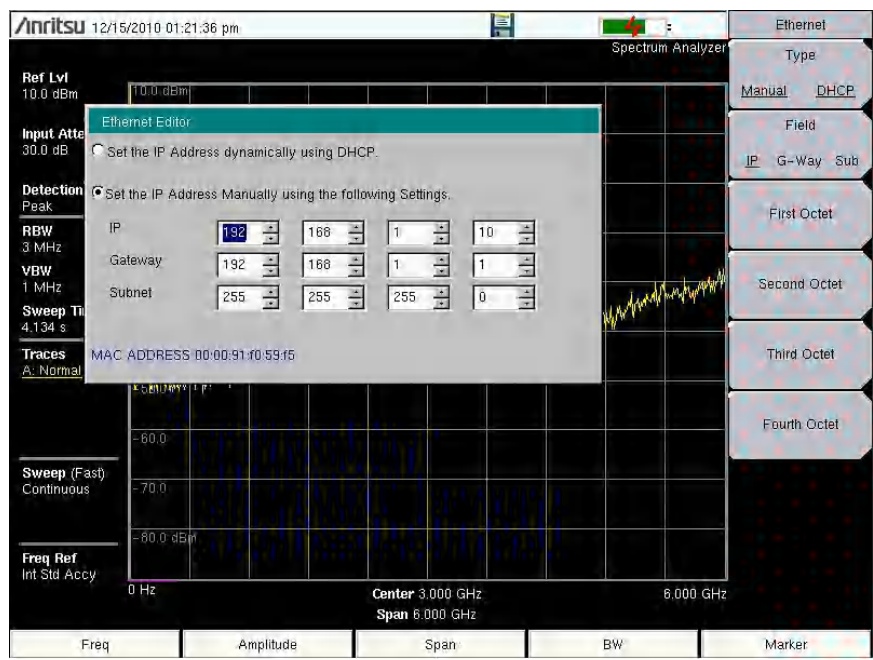 Anritsu 12/15/2010 01:21:36 pm
Spectrum Analyzer
Ref Lvl
10.0 dBm
Input Atte
30.0 dB
Detection
Peak
RBW
3 MHz
VBW
1 MHz
Sweep Ti
4.134 s
Traces
A: Normal
Sweep (Fast)
Continuous
Freq Ref
Int Std Accy
10.0 dBm
Ethernet Editor
Set the IP Address dynamically using DHCP.
Set the IP Address Manually using the following Settings.
IP 192 168 1 10
Gateway 192 168 1 1
Subnet 255 255 255 0
MAC ADDRESS 00:00:91:f0:59:f5
-60.0
-70.0
-80.0 dBm
0 Hz
Center 3.000 GHz
6.000 GHz
Span 6.000 GHz
Ethernet
Type
Manual DHCP
Field
IP G-Way Sub
First Octet
Second Octet
Third Octet
Fourth Octet
Freq
Amplitude
Span
BW
Marker